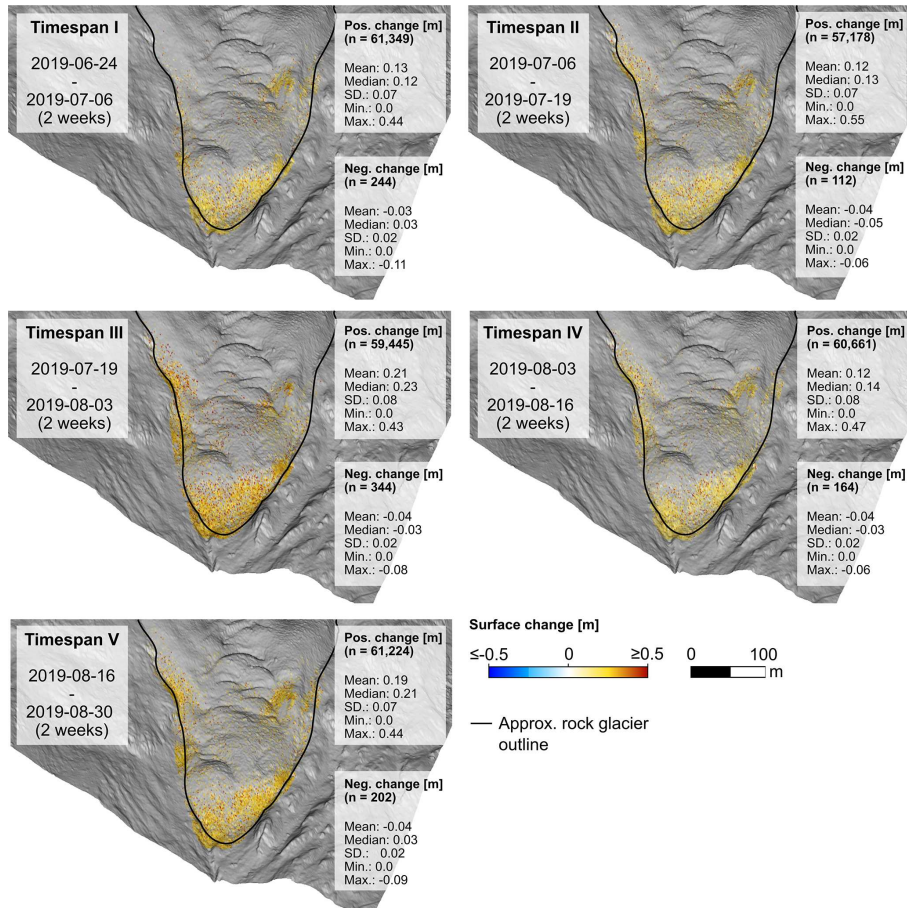 Timespan I
2019-06-24
-
2019-07-06
(2 weeks)
Pos. change [m]
(n = 61,349)
Mean: 0.13
Median: 0.12
SD.: 0.07
Min.: 0.0
Max.: 0.44
Neg. change [m]
(n = 244)
Mean: -0.03
Median: 0.03
SD.: 0.02
Min.: 0.0
Max.: -0.11
Timespan II
2019-07-06
-
2019-07-19
(2 weeks)
Pos. change [m]
(n = 57,178)
Mean: 0.12
Median: 0.13
SD.: 0.07
Min.: 0.0
Max.: 0.55
Neg. change [m]
(n = 112)
Mean: -0.04
Median: -0.05
SD.: 0.02
Min.: 0.0
Max.: -0.06
Timespan III
2019-07-19
-
2019-08-03
(2 weeks)
Pos. change [m]
(n = 59,445)
Mean: 0.21
Median: 0.23
SD.: 0.08
Min.: 0.0
Max.: 0.43
Neg. change [m]
(n = 344)
Mean: -0.04
Median: -0.03
SD.: 0.02
Min.: 0.0
Max.: -0.08
Timespan IV
2019-08-03
-
2019-08-16
(2 weeks)
Pos. change [m]
(n = 60,661)
Mean: 0.12
Median: 0.14
SD.: 0.08
Min.: 0.0
Max.: 0.47
Neg. change [m]
(n = 164)
Mean: -0.04
Median: -0.03
SD.: 0.02
Min.: 0.0
Max.: -0.06
Timespan V
2019-08-16
-
2019-08-30
(2 weeks)
Pos. change [m]
(n = 61,224)
Mean: 0.19
Median: 0.21
SD.: 0.07
Min.: 0.0
Max.: 0.44
Neg. change [m]
(n = 202)
Mean: -0.04
Median: 0.03
SD.: 0.02
Min.: 0.0
Max.: -0.09
Surface change [m]
≤-0.5 0 ≥0.5
0 100
m
Approx. rock glacier
outline